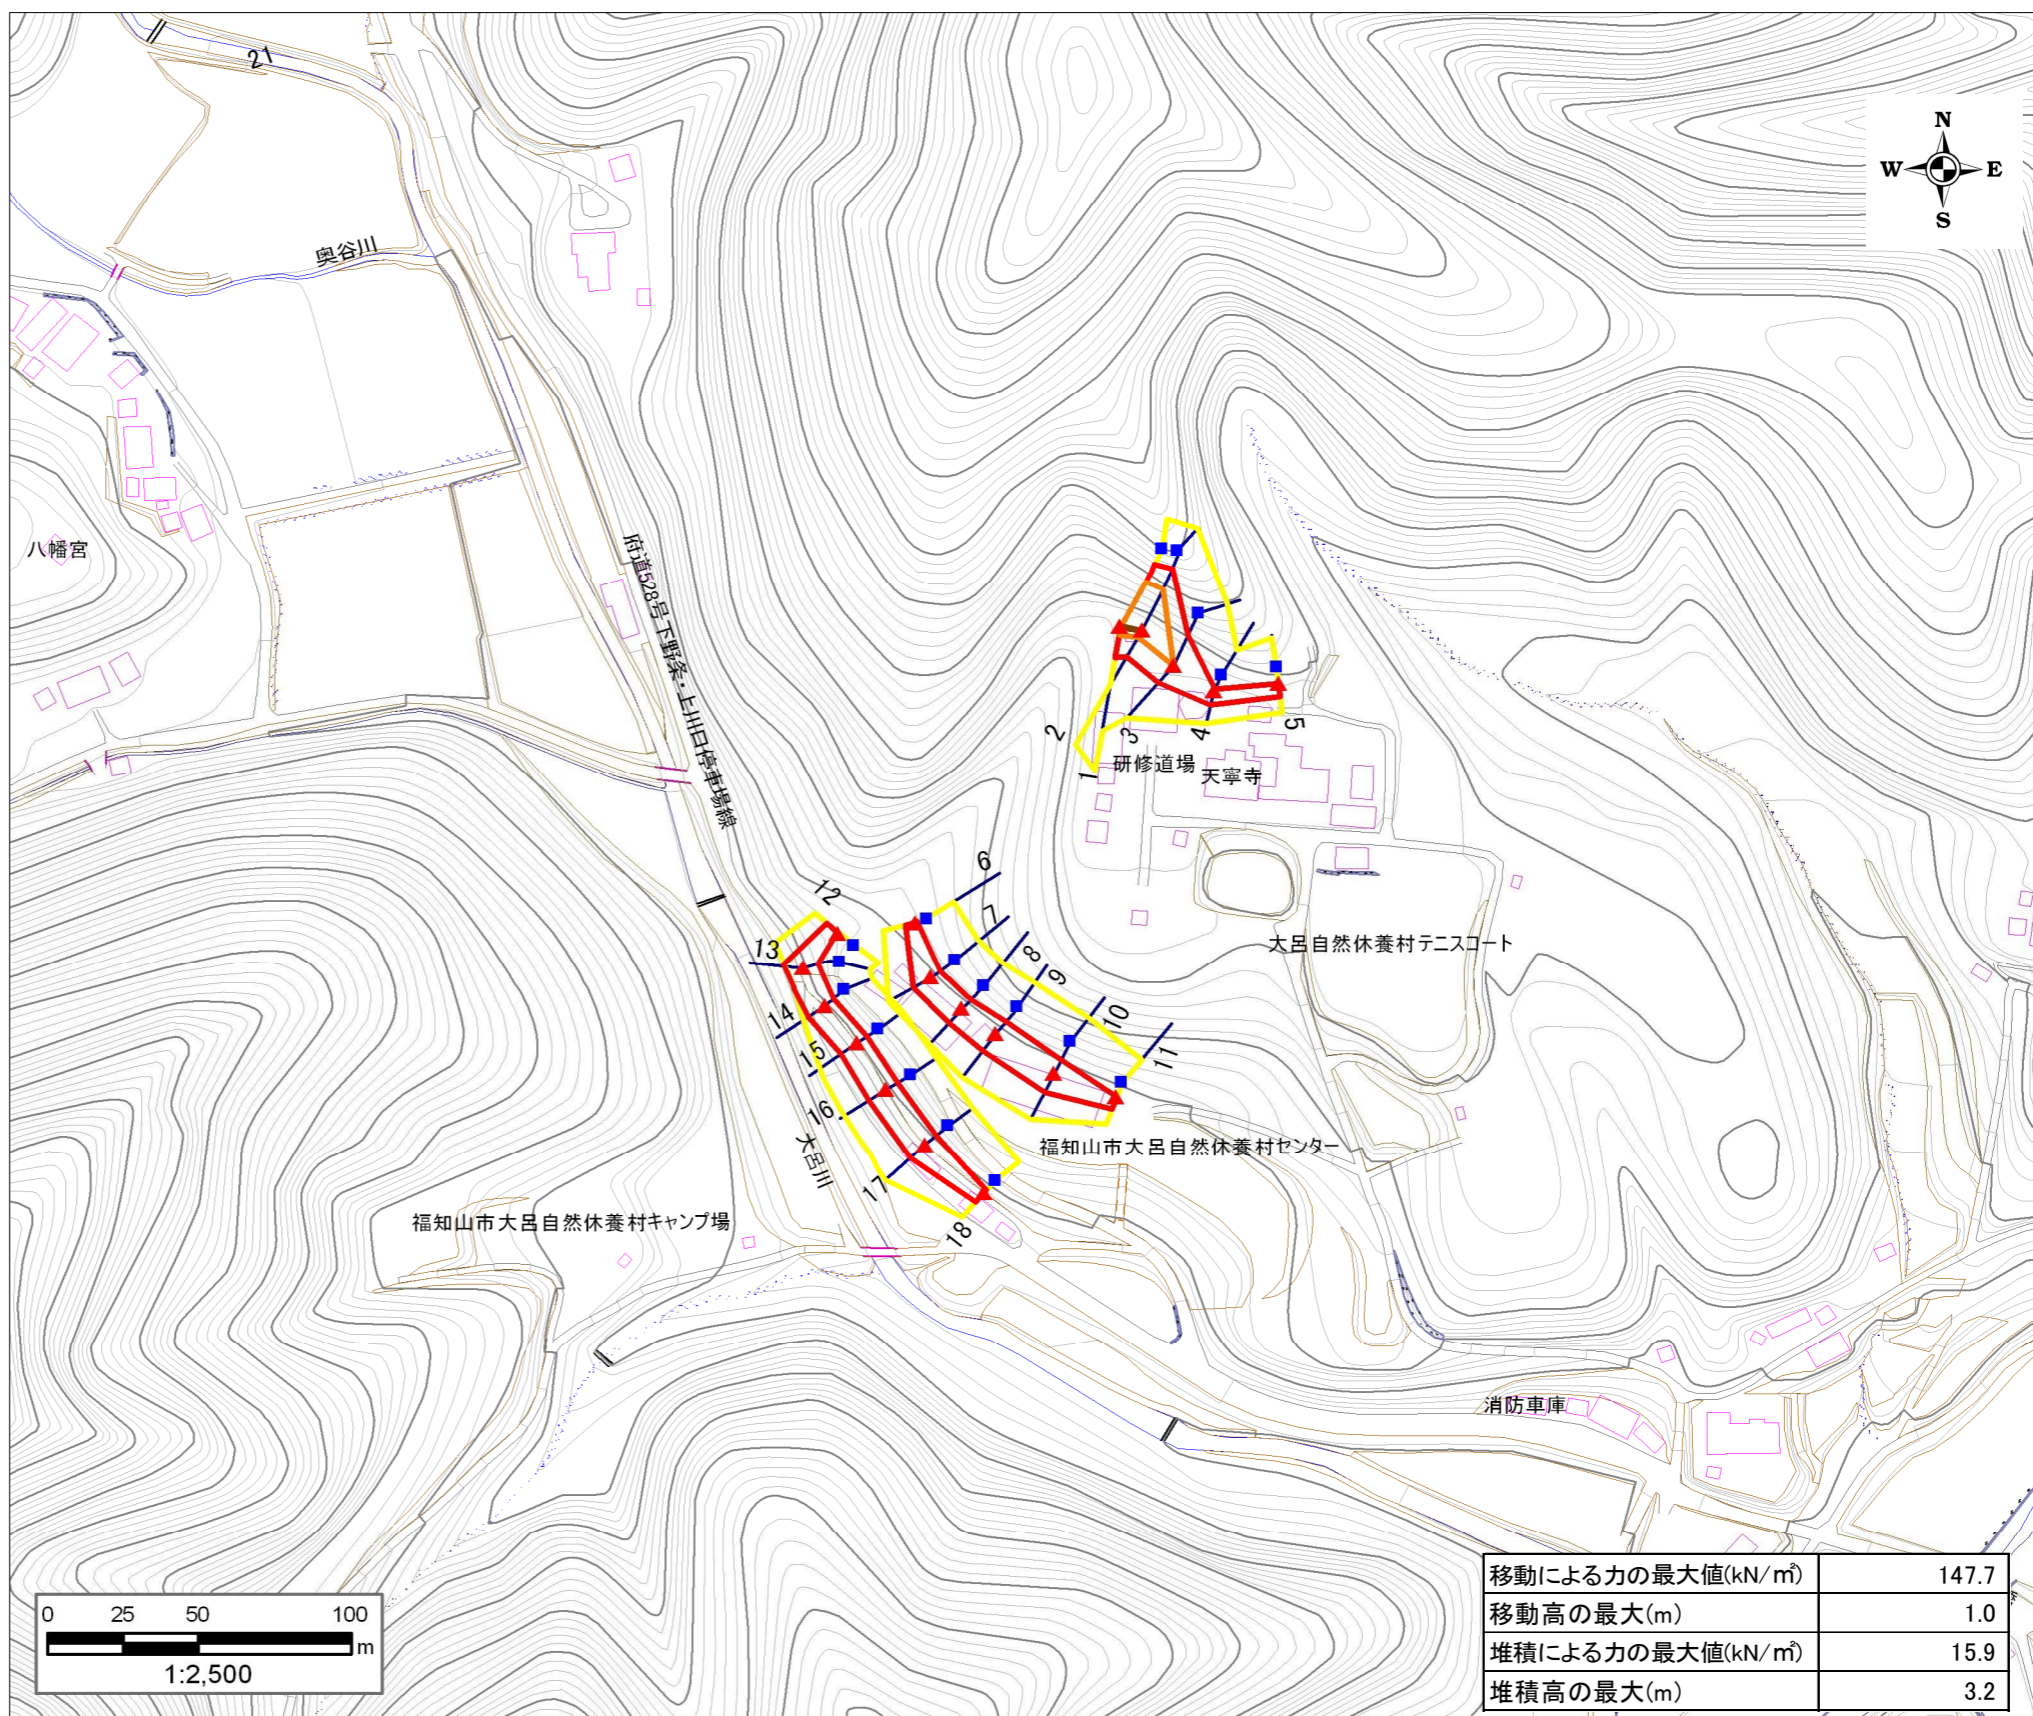 21
N
W E
S
奥谷川
八幡宮
府道528号下野条・上川口停車場線
2
1
3
4
5
研修道場
天寧寺
6
7
8
9
10
11
12
13
14
15
16
17
18
大呂自然休養村テニスコート
大呂川
福知山市大呂自然休養村センター
福知山市大呂自然休養村キャンプ場
消防車庫
0 25 50 100
m
1:2,500
移動による力の最大値(kN/㎡) 147.7
移動高の最大(m) 1.0
堆積による力の最大値(kN/㎡) 15.9
堆積高の最大(m) 3.2